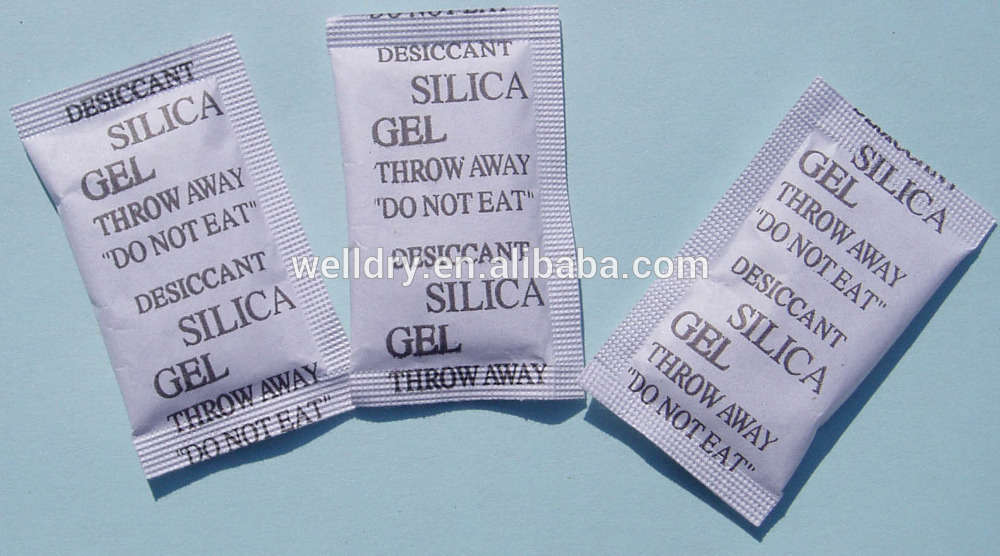 DESICCANT
SILICA
GEL
THROW AWAY
"DO NOT EAT"
DESICCANT
SILICA
GEL
THROW AWAY
"DO NOT EAT"
DO NOT EAT
DESICCANT
SILICA
GEL
THROW AWAY
"DO NOT EAT"
DESICCANT
SILICA
GEL
THROW AWAY
DESICCANT
SILICA
GEL
THROW AWAY
"DO NOT EAT"
DESICCANT
SILICA
GEL
THROW AWAY
"DO NOT EAT"
welldry.en.alibaba.com